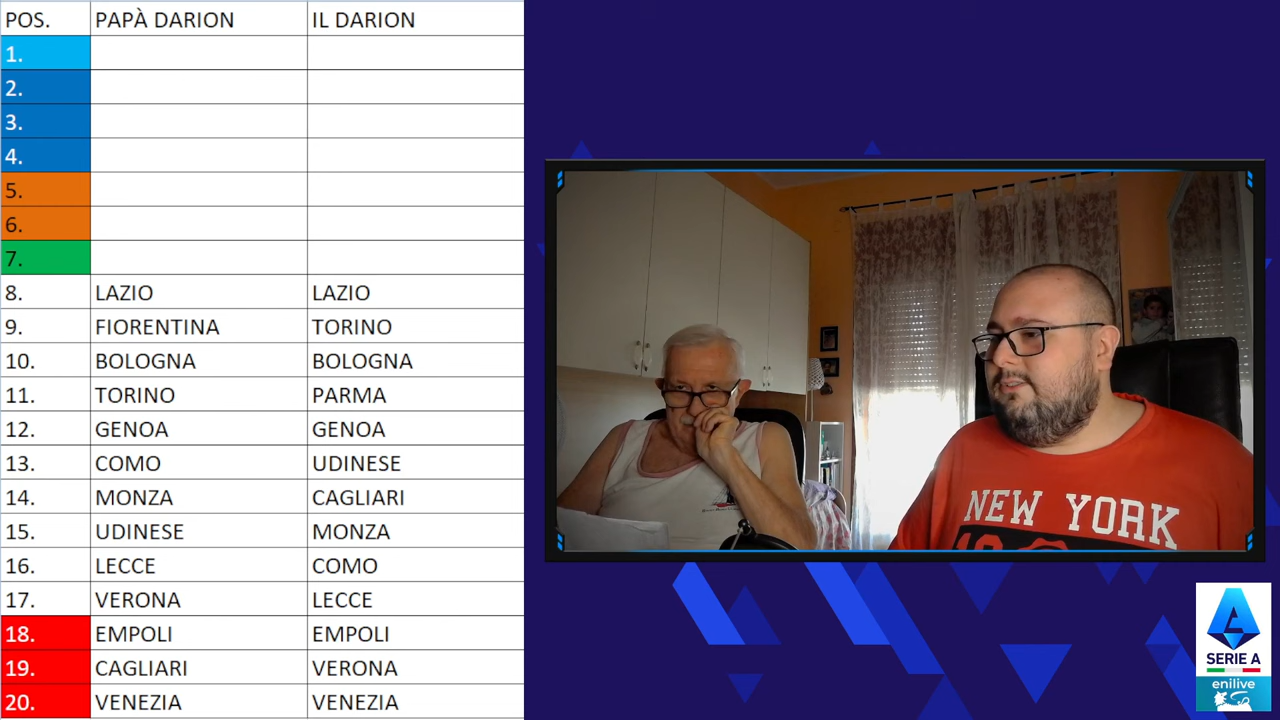 POS. PAPÀ DARION IL DARION
1.
2.
3.
4.
5.
6.
7.
8. LAZIO LAZIO
9. FIORENTINA TORINO
10. BOLOGNA BOLOGNA
11. TORINO PARMA
12. GENOA GENOA
13. COMO UDINESE
14. MONZA CAGLIARI
15. UDINESE MONZA
16. LECCE COMO
17. VERONA LECCE
18. EMPOLI EMPOLI
19. CAGLIARI VERONA
20. VENEZIA VENEZIA
NEW YORK
SERIE A
enilive